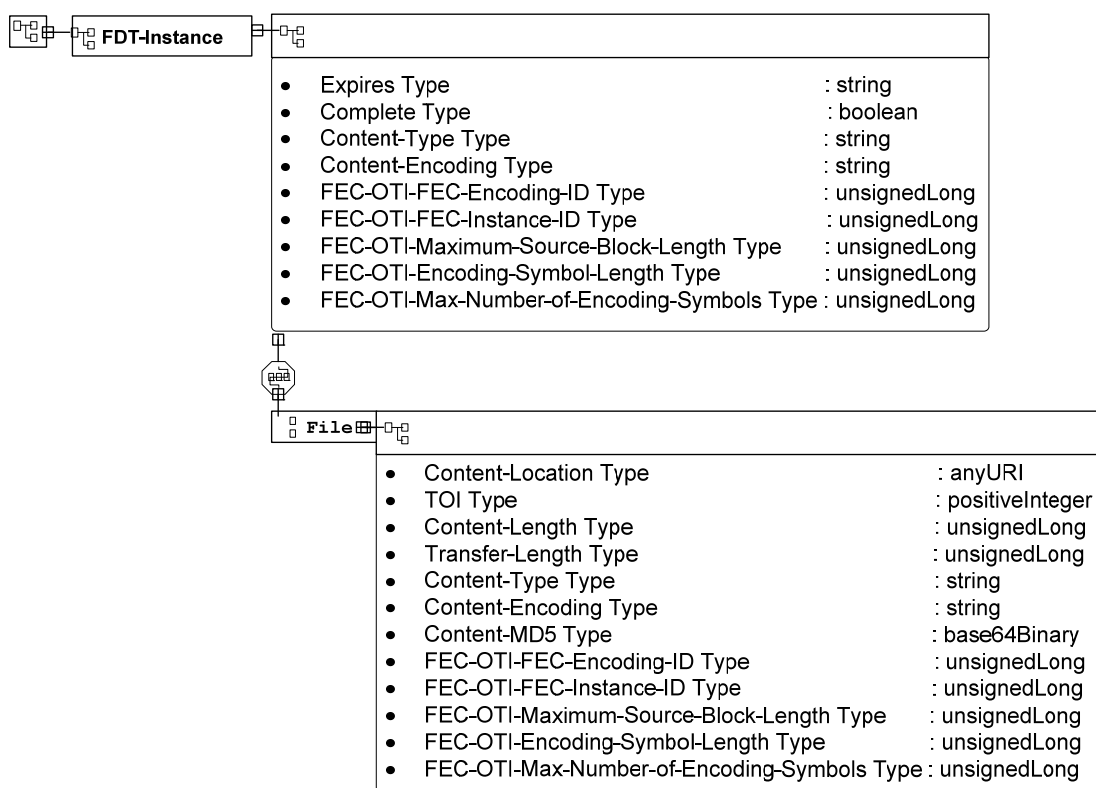 FDT-Instance
• Expires Type : string
• Complete Type : boolean
• Content-Type Type : string
• Content-Encoding Type : string
• FEC-OTI-FEC-Encoding-ID Type : unsignedLong
• FEC-OTI-FEC-Instance-ID Type : unsignedLong
• FEC-OTI-Maximum-Source-Block-Length Type : unsignedLong
• FEC-OTI-Encoding-Symbol-Length Type : unsignedLong
• FEC-OTI-Max-Number-of-Encoding-Symbols Type : unsignedLong
File
• Content-Location Type : anyURI
• TOI Type : positiveInteger
• Content-Length Type : unsignedLong
• Transfer-Length Type : unsignedLong
• Content-Type Type : string
• Content-Encoding Type : string
• Content-MD5 Type : base64Binary
• FEC-OTI-FEC-Encoding-ID Type : unsignedLong
• FEC-OTI-FEC-Instance-ID Type : unsignedLong
• FEC-OTI-Maximum-Source-Block-Length Type : unsignedLong
• FEC-OTI-Encoding-Symbol-Length Type : unsignedLong
• FEC-OTI-Max-Number-of-Encoding-Symbols Type : unsignedLong